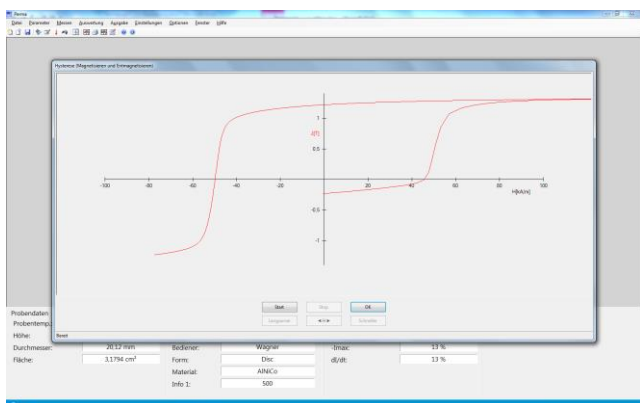 Perma
Datei Parameter Messen Auswertung Ausgabe Einstellungen Optionen Fenster Hilfe
Hysterese (Magnetisieren und Entmagnetisieren)
1
J[T]
0.5
-100 -80 -60 -40 -20 20 40 60 80 100
H[kA/m]
-0.5
-1
Start Stop OK
<<->> Schließen
Bereit
Probendaten
Probentemp.
Höhe:
Durchmesser: 20,12 mm Bediener: Wagner -Imax: 13 %
Fläche: 3,1794 cm² Form: Disc dI/dt: 13 %
Material: AlNiCo
Info 1: 500